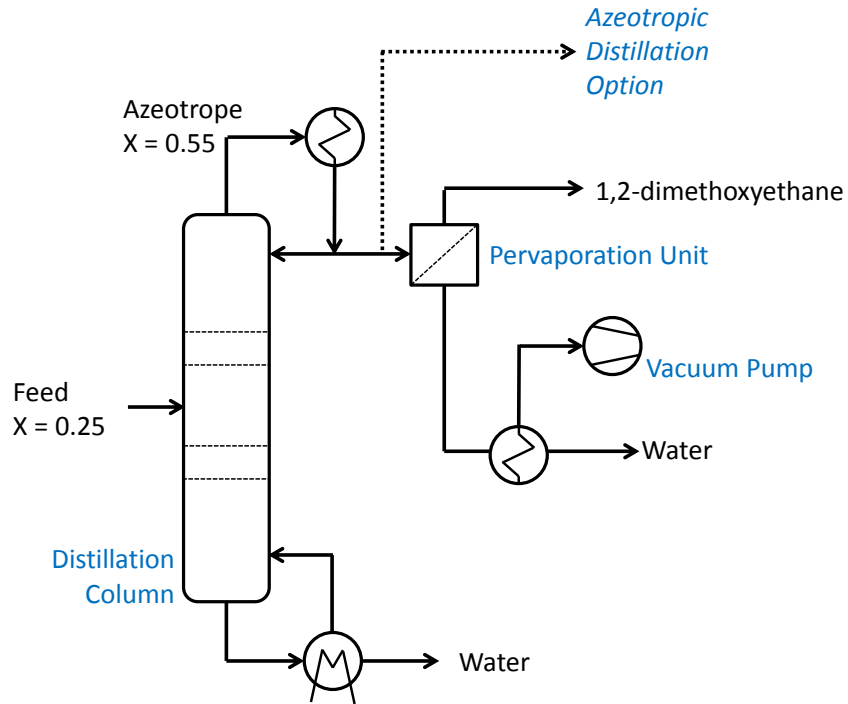 Azeotropic
Distillation
Option
Azeotrope
X = 0.55
1,2-dimethoxyethane
Pervaporation Unit
Vacuum Pump
Feed
X = 0.25
Water
Distillation
Column
Water